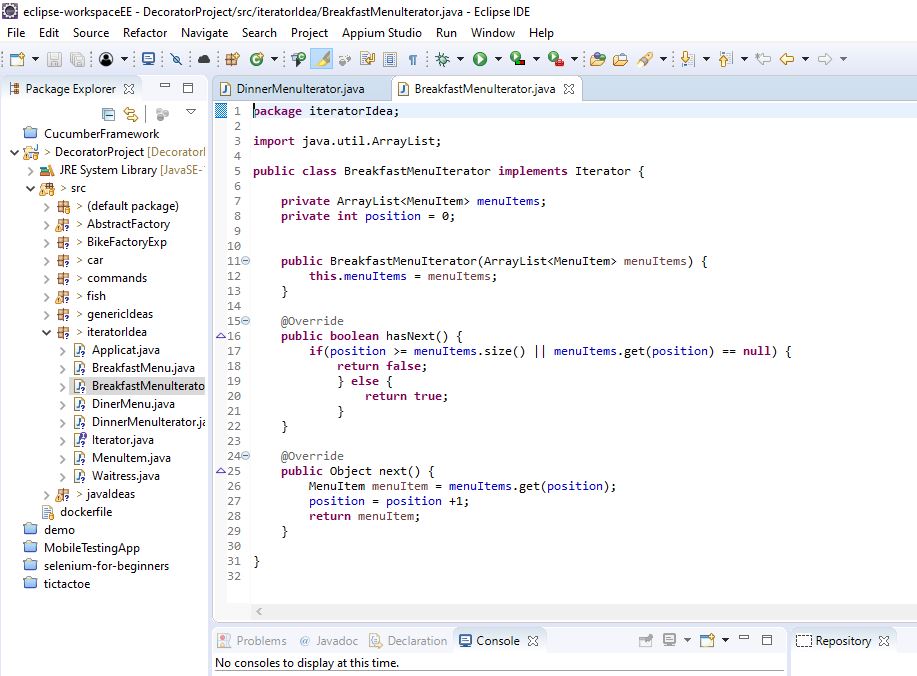 eclipse-workspaceEE - DecoratorProject/src/iteratorIdea/BreakfastMenuIterator.java - Eclipse IDE
File Edit Source Refactor Navigate Search Project Appium Studio Run Window Help
Package Explorer
CucumberFramework
> DecoratorProject [Decoratorl
JRE System Library [JavaSE-
> src
> (default package)
> AbstractFactory
> BikeFactoryExp
> car
> commands
> fish
> genericIdeas
> iteratorIdea
Applicat.java
BreakfastMenu.java
BreakfastMenuIterato
DinerMenu.java
DinnerMenuIterator.ja
Iterator.java
MenuItem.java
Waitress.java
> javaIdeas
dockerfile
demo
MobileTestingApp
selenium-for-beginners
tictactoe
DinnerMenuIterator.java BreakfastMenuIterator.java
1 package iteratorIdea;
2
3 import java.util.ArrayList;
4
5 public class BreakfastMenuIterator implements Iterator {
6
7 private ArrayList<MenuItem> menuItems;
8 private int position = 0;
9
10
11 public BreakfastMenuIterator(ArrayList<MenuItem> menuItems) {
12 this.menuItems = menuItems;
13 }
14
15 @Override
16 public boolean hasNext() {
17 if(position >= menuItems.size() || menuItems.get(position) == null) {
18 return false;
19 } else {
20 return true;
21 }
22 }
23
24 @Override
25 public Object next() {
26 MenuItem menuItem = menuItems.get(position);
27 position = position +1;
28 return menuItem;
29 }
30
31 }
32
Problems @ Javadoc Declaration Console
No consoles to display at this time.
Repository